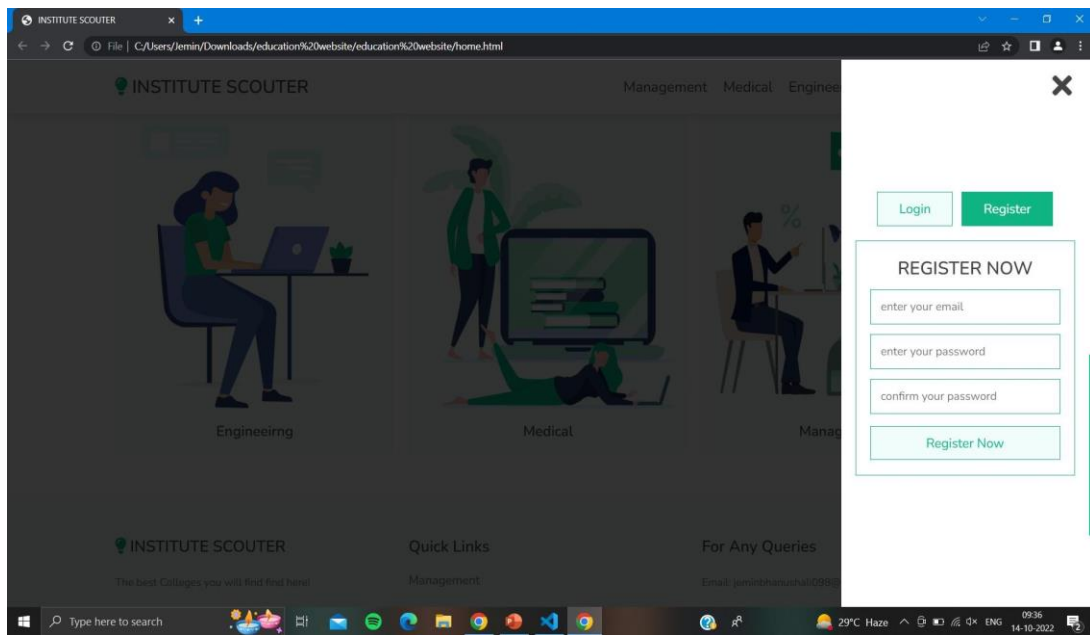 INSTITUTE SCOUTER
File | C:/Users/Jemin/Downloads/education%20website/education%20website/home.html
INSTITUTE SCOUTER
Management Medical
Login Register
REGISTER NOW
enter your email
enter your password
confirm your password
Register Now
Engineeirng Medical
INSTITUTE SCOUTER Quick Links For Any Queries
The best Collages you will find find here! Management Email:
Type here to search
29°C Haze
ENG
09:36
14-10-2022
2